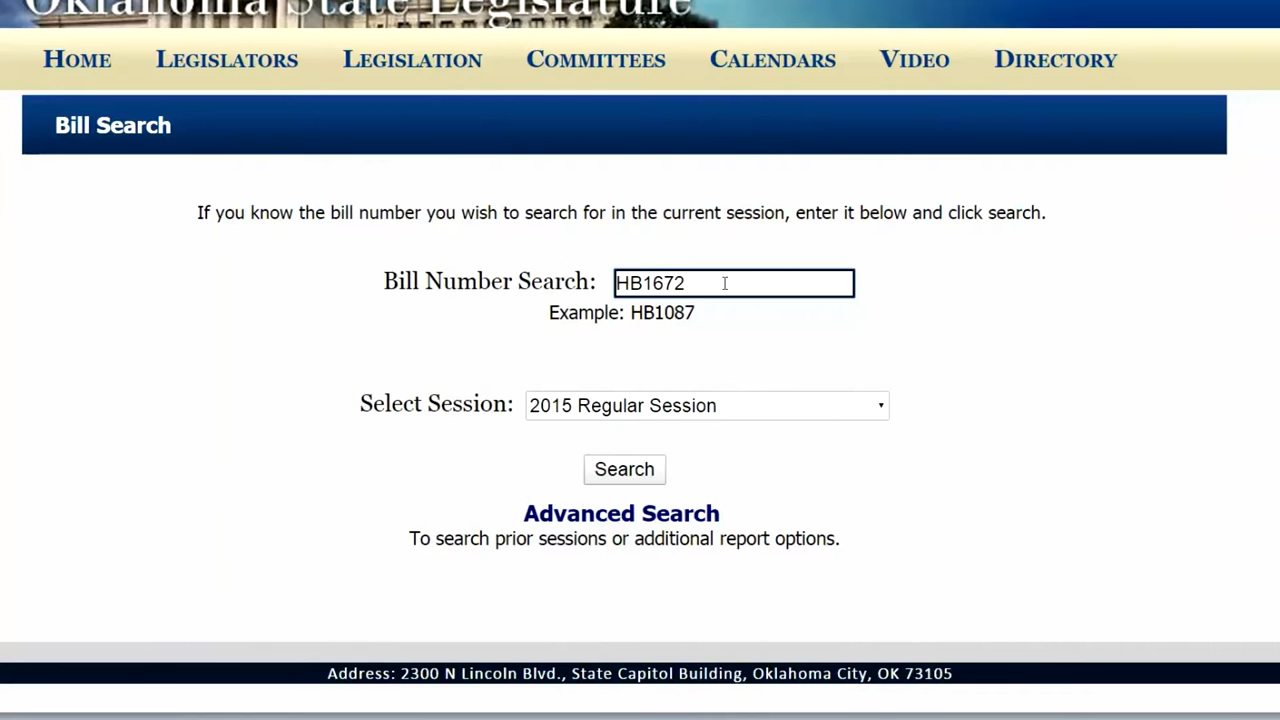 Oklahoma State Legislature
HOME LEGISLATORS LEGISLATION COMMITTEES CALENDARS VIDEO DIRECTORY
Bill Search
If you know the bill number you wish to search for in the current session, enter it below and click search.
Bill Number Search: HB1672
Example: HB1087
Select Session: 2015 Regular Session
Search
Advanced Search
To search prior sessions or additional report options.
Address: 2300 N Lincoln Blvd., State Capitol Building, Oklahoma City, OK 73105